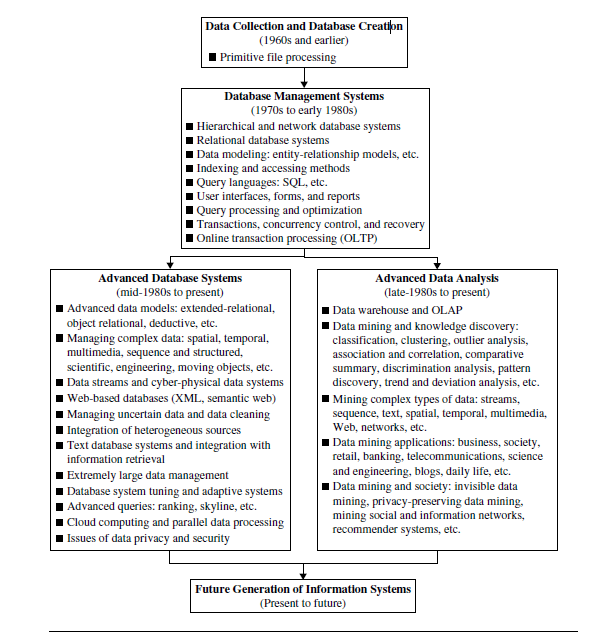 Data Collection and Database Creation
(1960s and earlier)
■ Primitive file processing
Database Management Systems
(1970s to early 1980s)
■ Hierarchical and network database systems
■ Relational database systems
■ Data modeling: entity-relationship models, etc.
■ Indexing and accessing methods
■ Query languages: SQL, etc.
■ User interfaces, forms, and reports
■ Query processing and optimization
■ Transactions, concurrency control, and recovery
■ Online transaction processing (OLTP)
Advanced Database Systems
(mid-1980s to present)
■ Advanced data models: extended-relational,
object relational, deductive, etc.
■ Managing complex data: spatial, temporal,
multimedia, sequence and structured,
scientific, engineering, moving objects, etc.
■ Data streams and cyber-physical data systems
■ Web-based databases (XML, semantic web)
■ Managing uncertain data and data cleaning
■ Integration of heterogeneous sources
■ Text database systems and integration with
information retrieval
■ Extremely large data management
■ Database system tuning and adaptive systems
■ Advanced queries: ranking, skyline, etc.
■ Cloud computing and parallel data processing
■ Issues of data privacy and security
Advanced Data Analysis
(late-1980s to present)
■ Data warehouse and OLAP
■ Data mining and knowledge discovery:
classification, clustering, outlier analysis,
association and correlation, comparative
summary, discrimination analysis, pattern
discovery, trend and deviation analysis, etc.
■ Mining complex types of data: streams,
sequence, text, spatial, temporal, multimedia,
Web, networks, etc.
■ Data mining applications: business, society,
retail, banking, telecommunications, science
and engineering, blogs, daily life, etc.
■ Data mining and society: invisible data
mining, privacy-preserving data mining,
mining social and information networks,
recommender systems, etc.
Future Generation of Information Systems
(Present to future)